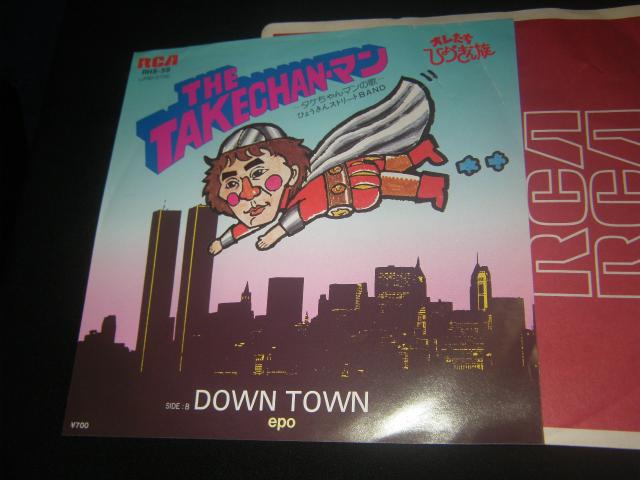 RCA
RHS-59
オレたち
ひょうきん族
THE
TAKECHAN・マン
—タケちゃんマンの歌—
ひょうきんストリートBAND
RCA
RCA
SIDE : B DOWN TOWN
epo
¥700